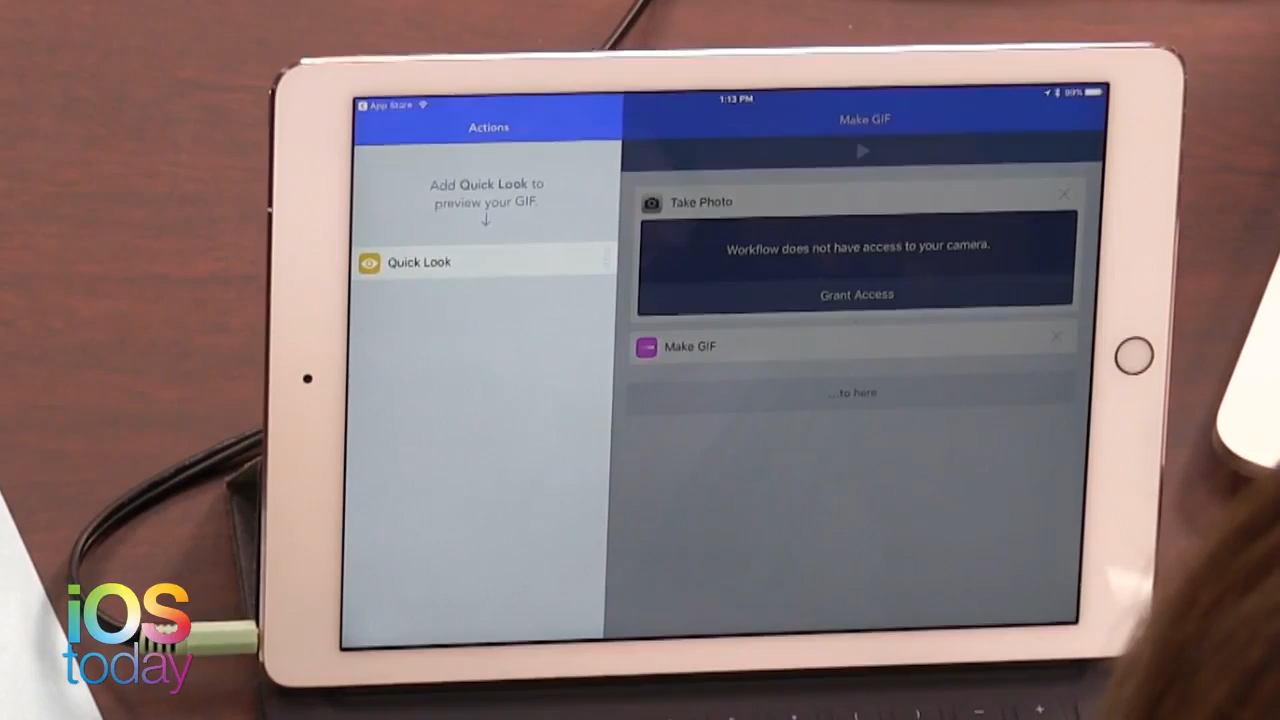 App Store
1:13 PM
99%
Actions
Make GIF
Add Quick Look to
preview your GIF.
Quick Look
Take Photo
Workflow does not have access to your camera.
Grant Access
Make GIF
...to here
iOS
today